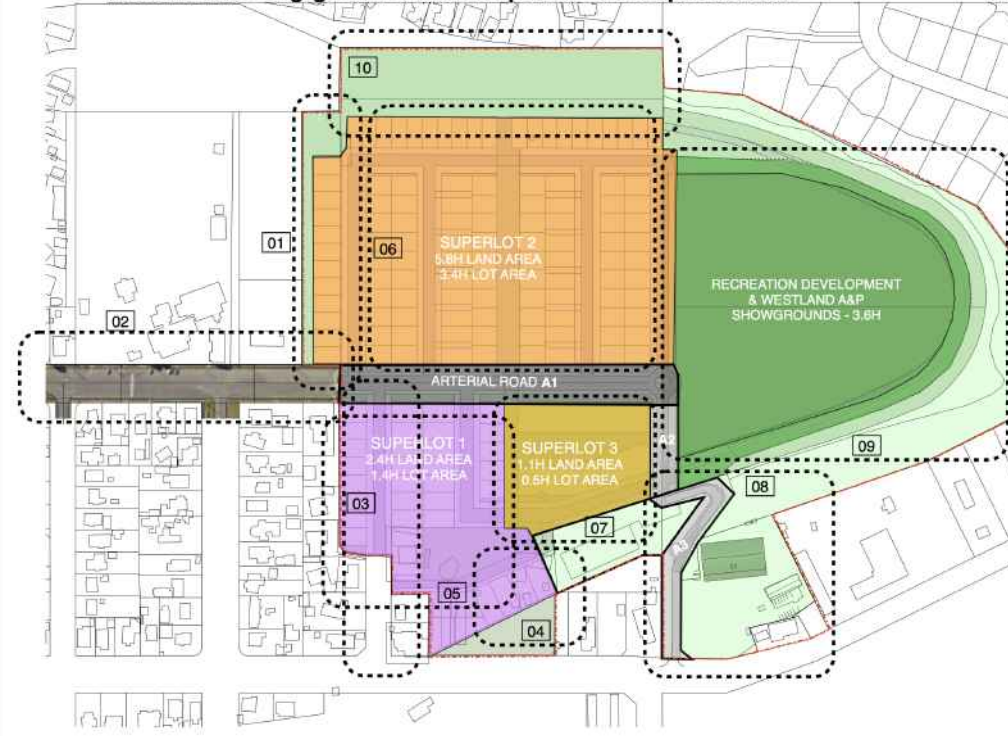 10
01
06
SUPERLOT 2
5.8H LAND AREA
3.4H LOT AREA
RECREATION DEVELOPMENT
& WESTLAND A&P
SHOWGROUNDS - 3.6H
02
ARTERIAL ROAD A1
SUPERLOT 1
2.4H LAND AREA
1.4H LOT AREA
SUPERLOT 3
1.1H LAND AREA
0.5H LOT AREA
A2
09
08
03
07
A3
05
04